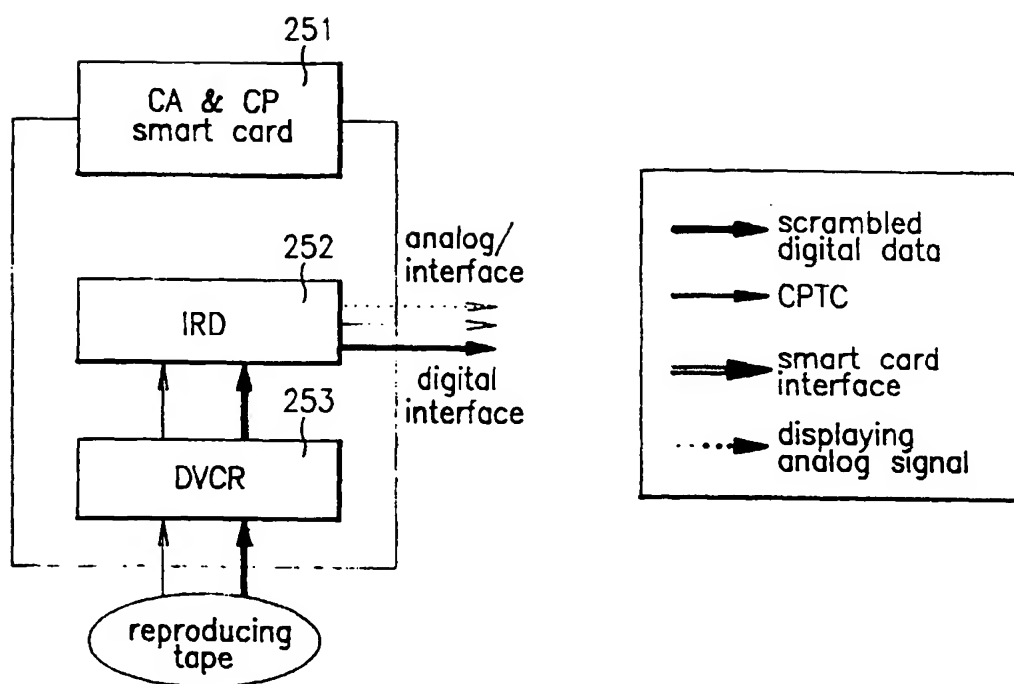 251
CA & CP
smart card
252
analog/
interface
IRD
digital
interface
253
DVCR
reproducing
tape
scrambled
digital data
CPTC
smart card
interface
displaying
analog signal